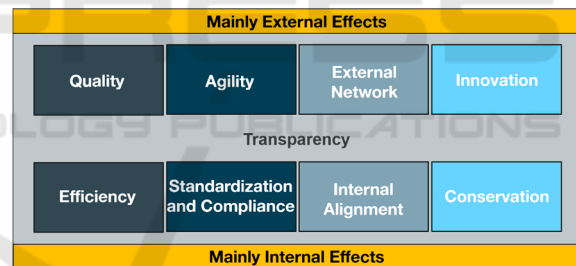 Mainly External Effects
Quality
Agility
External
Network
Innovation
Transparency
Efficiency
Standardization
and Compliance
Internal
Alignment
Conservation
Mainly Internal Effects